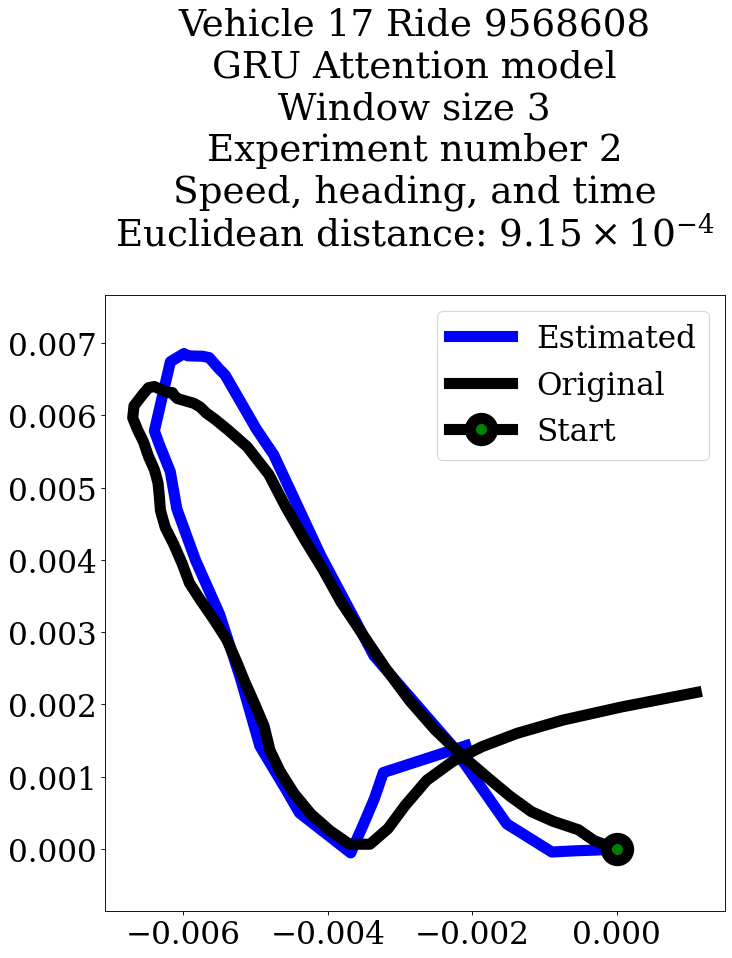 Vehicle 17 Ride 9568608
GRU Attention model
Window size 3
Experiment number 2
Speed, heading, and time
Euclidean distance: 9.15 × 10⁻⁴
Estimated
Original
Start
0.007
0.006
0.005
0.004
0.003
0.002
0.001
0.000
−0.006 −0.004 −0.002 0.000